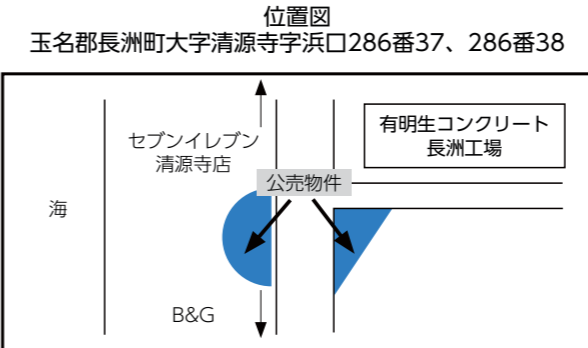 位置図
玉名郡長洲町大字清源寺字浜口286番37、286番38
セブンイレブン
清源寺店
有明生コンクリート
長洲工場
公売物件
海
B&G